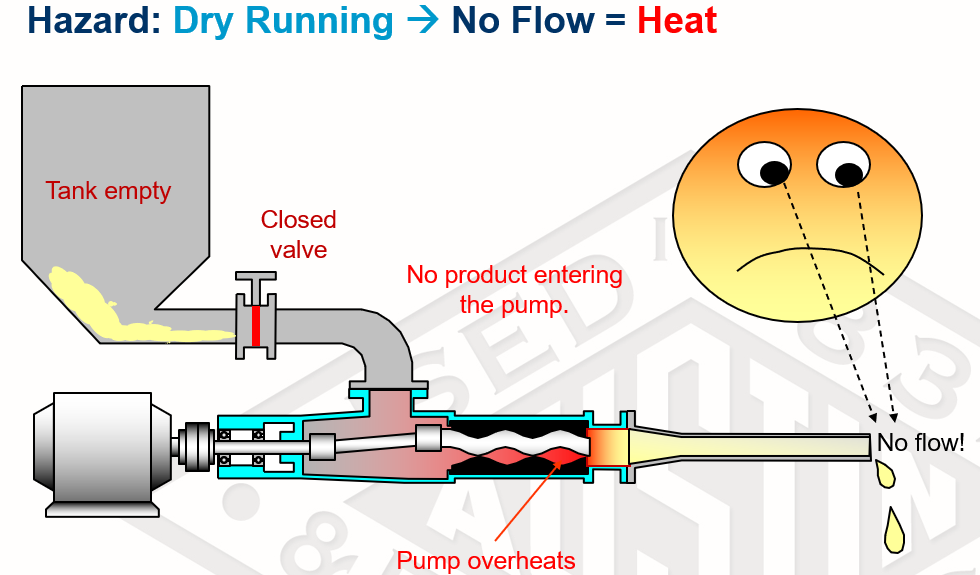 Hazard: Dry Running → No Flow = Heat
Tank empty
Closed
valve
No product entering
the pump.
No flow!
Pump overheats